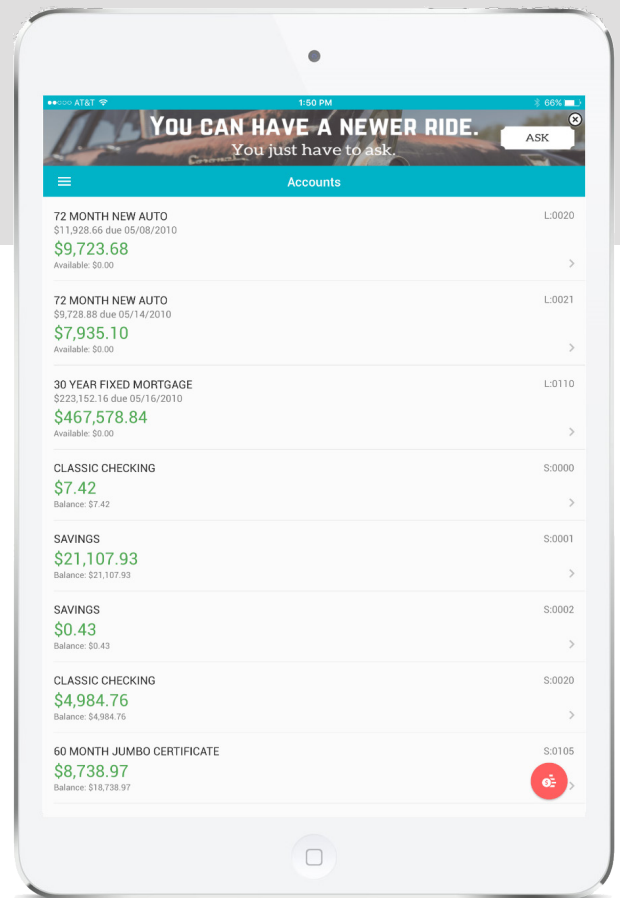 AT&T 1:50 PM 66%
YOU CAN HAVE A NEWER RIDE.
You just have to ask.
ASK
Accounts
72 MONTH NEW AUTO L:0020
$11,928.66 due 05/08/2010
$9,723.68
Available: $0.00
72 MONTH NEW AUTO L:0021
$9,728.88 due 05/14/2010
$7,935.10
Available: $0.00
30 YEAR FIXED MORTGAGE L:0110
$223,152.16 due 05/16/2010
$467,578.84
Available: $0.00
CLASSIC CHECKING S:0000
$7.42
Balance: $7.42
SAVINGS S:0001
$21,107.93
Balance: $21,107.93
SAVINGS S:0002
$0.43
Balance: $0.43
CLASSIC CHECKING S:0020
$4,984.76
Balance: $4,984.76
60 MONTH JUMBO CERTIFICATE S:0105
$8,738.97
Balance: $18,738.97